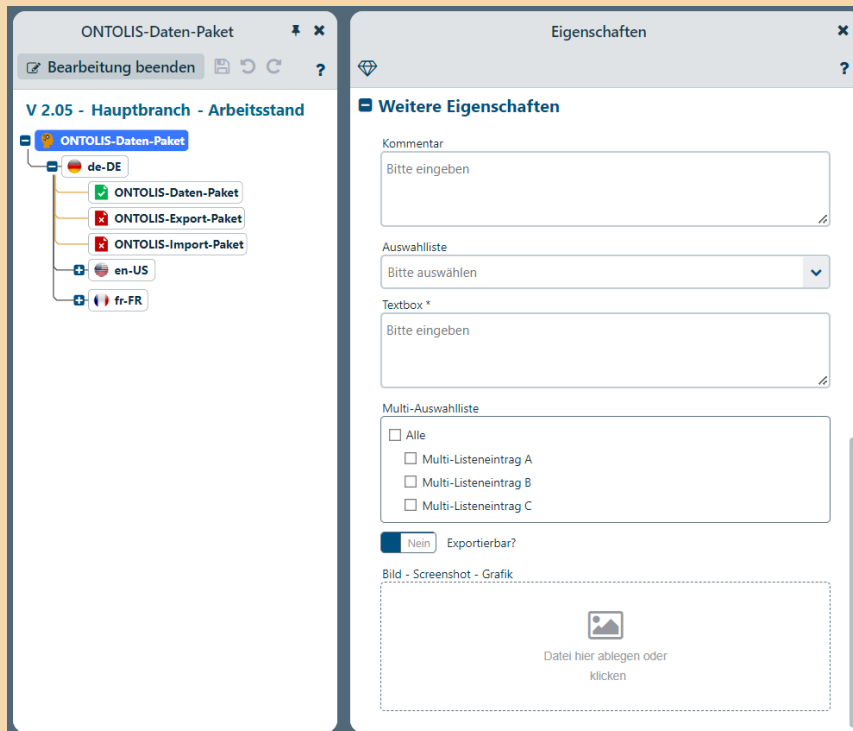 ONTOLIS-Daten-Paket
Bearbeitung beenden ?
V 2.05 - Hauptbranch - Arbeitsstand
ONTOLIS-Daten-Paket
de-DE
ONTOLIS-Daten-Paket
ONTOLIS-Export-Paket
ONTOLIS-Import-Paket
en-US
fr-FR
Eigenschaften
?
Weitere Eigenschaften
Kommentar
Bitte eingeben
Auswahlliste
Bitte auswählen
Textbox *
Bitte eingeben
Multi-Auswahlliste
Alle
Multi-Listeneintrag A
Multi-Listeneintrag B
Multi-Listeneintrag C
Nein Exportierbar?
Bild - Screenshot - Grafik
Datei hier ablegen oder
klicken